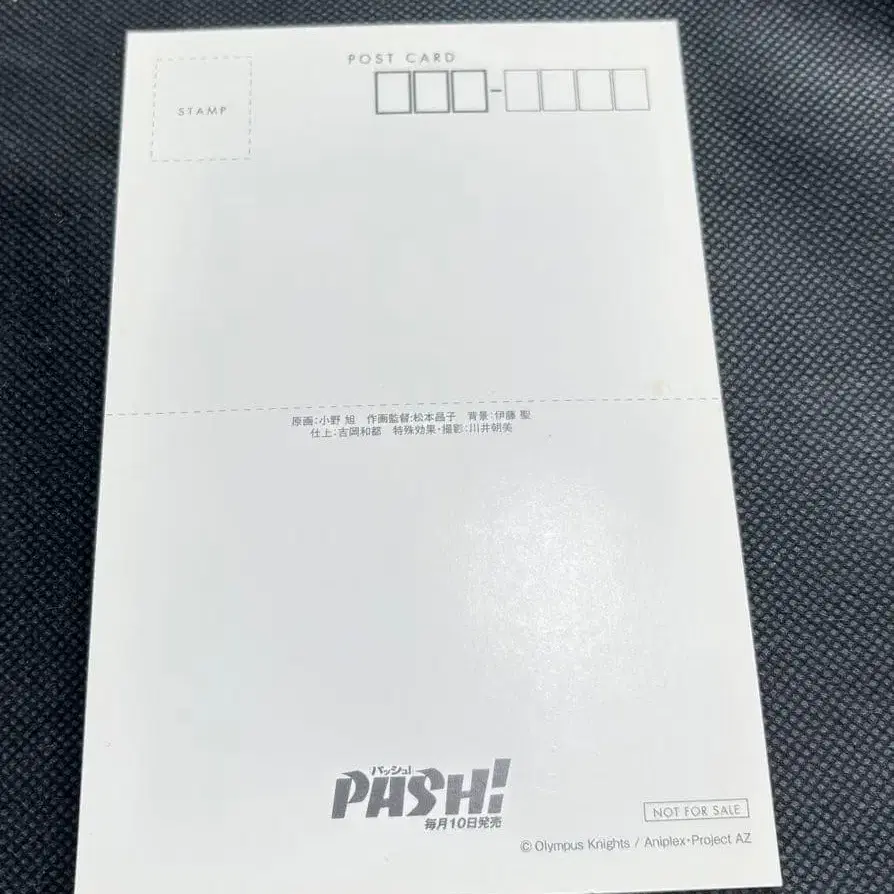 POST CARD
STAMP
原画:小野 旭 作画監督:松本昌子 背景:伊藤 聖
仕上:吉岡和都 特殊効果・撮影:川井朝美
パッシュ!
PASH!
毎月10日発売
NOT FOR SALE
© Olympus Knights / Aniplex・Project AZ